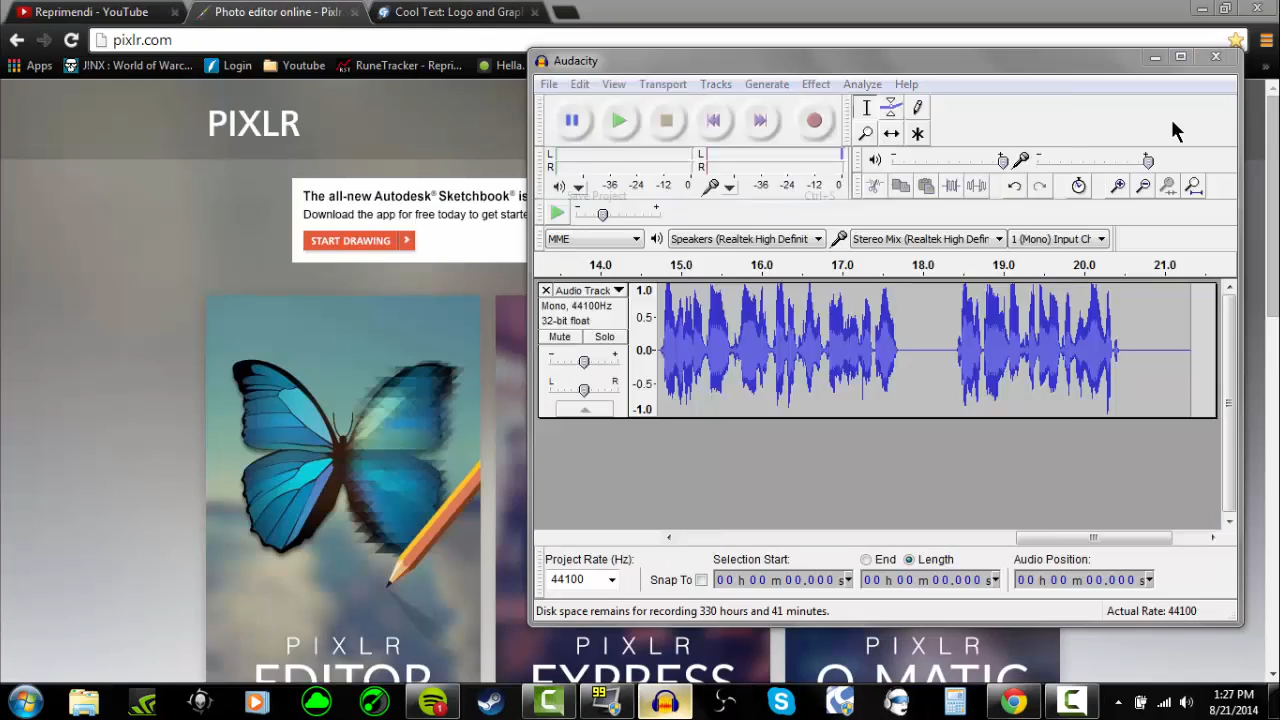 Reprimendi - YouTube
Photo editor online - Pixlr
Cool Text: Logo and Grap
pixlr.com
Apps
J!NX : World of Warc...
Login
Youtube
RuneTracker - Repri...
Hella.
»
PIXLR
The all-new Autodesk® Sketchbook® is
Download the app for free today to get starte
START DRAWING
PIXLR
EDITOR
PIXLR
EXPRESS
PIXLR
O-MATIC
Audacity
File Edit View Transport Tracks Generate Effect Analyze Help
L
R
-36 -24 -12 0
L
R
-36 -24 -12 0
Save Project Ctrl+S
MME
Speakers (Realtek High Definit
Stereo Mix (Realtek High Defir
1 (Mono) Input Ch
14.0 15.0 16.0 17.0 18.0 19.0 20.0 21.0
Audio Track
Mono, 44100Hz
32-bit float
Mute Solo
- +
L R
1.0
0.5
0.0
-0.5
-1.0
Project Rate (Hz):
44100
Snap To
Selection Start:
00 h 00 m 00.000 s
End Length
00 h 00 m 00.000 s
Audio Position:
00 h 00 m 00.000 s
Disk space remains for recording 330 hours and 41 minutes.
Actual Rate: 44100
99
1
1:27 PM
8/21/2014